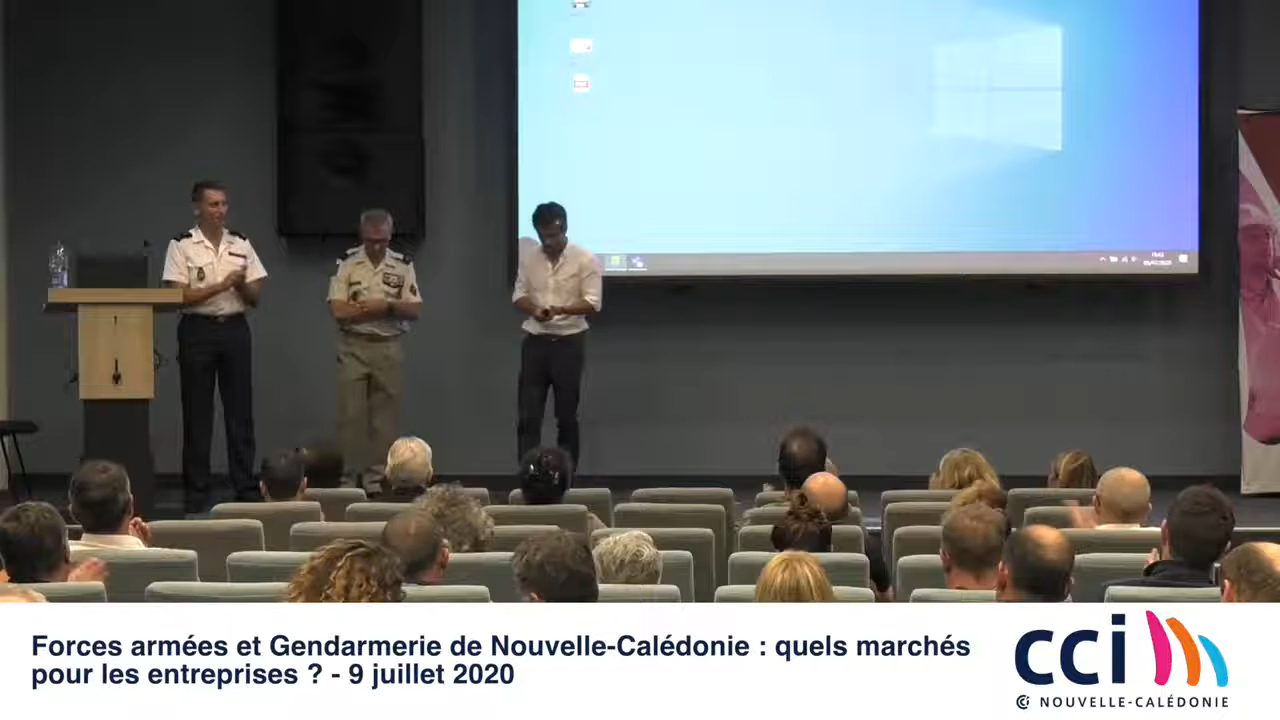 Forces armées et Gendarmerie de Nouvelle-Calédonie : quels marchés
pour les entreprises ? - 9 juillet 2020
cci
NOUVELLE-CALÉDONIE